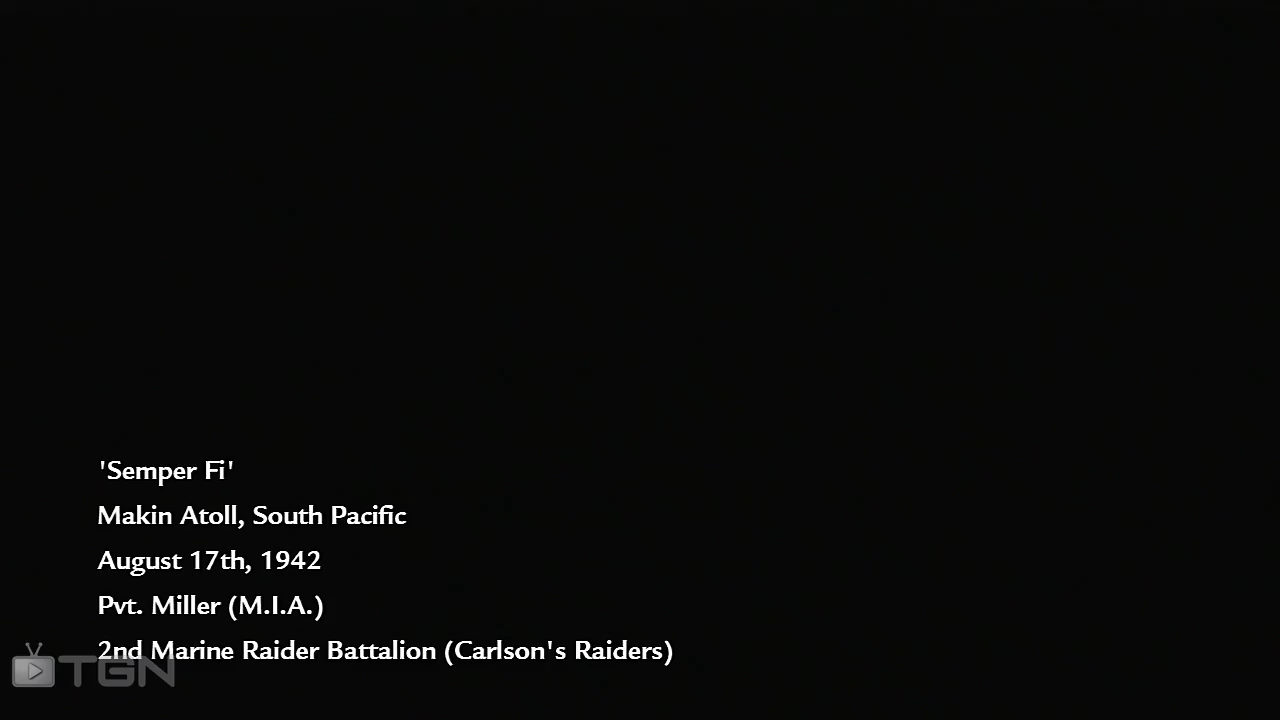 'Semper Fi'
Makin Atoll, South Pacific
August 17th, 1942
Pvt. Miller (M.I.A.)
2nd Marine Raider Battalion (Carlson's Raiders)
TGN